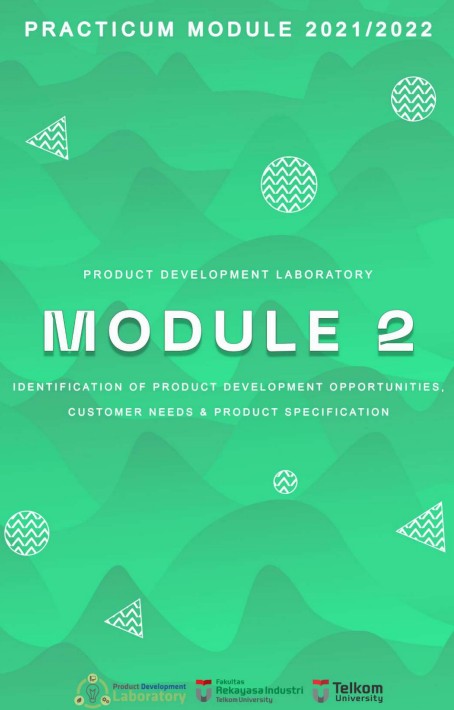 PRACTICUM MODULE 2021/2022
PRODUCT DEVELOPMENT LABORATORY
MODULE 2
IDENTIFICATION OF PRODUCT DEVELOPMENT OPPORTUNITIES,
CUSTOMER NEEDS & PRODUCT SPECIFICATION
Product Development
Laboratory
Fakultas
Rekayasa Industri
Telkom University
Telkom
University